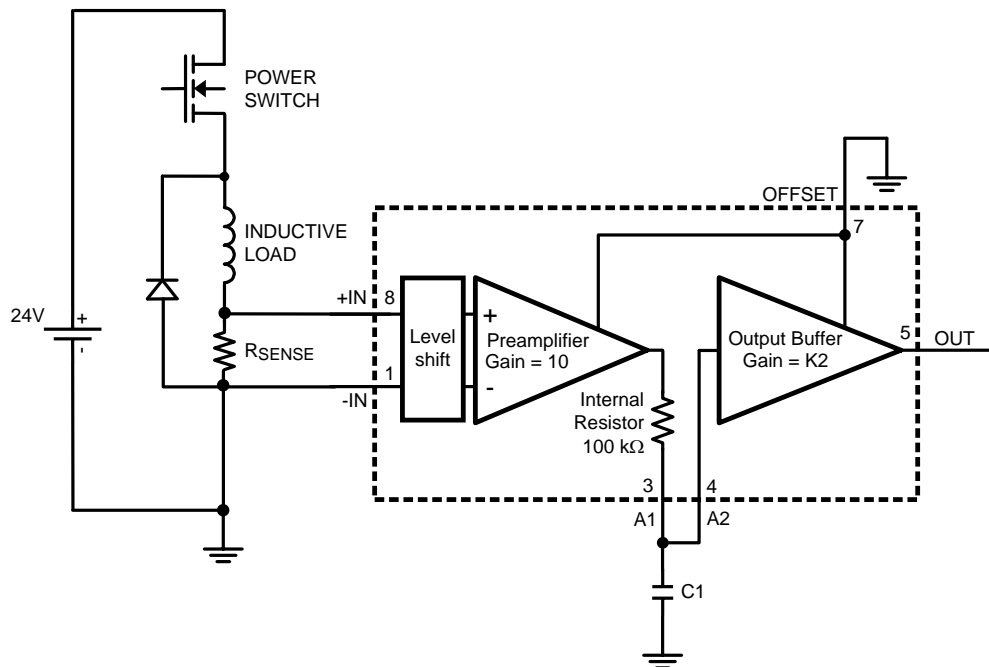 POWER
SWITCH
OFFSET
7
INDUCTIVE
LOAD
+IN
8
24V
+
-
RSENSE
Level
shift
+
-
Preamplifier
Gain = 10
Output Buffer
Gain = K2
5
OUT
1
-IN
Internal
Resistor
100 kΩ
3
4
A1
A2
C1